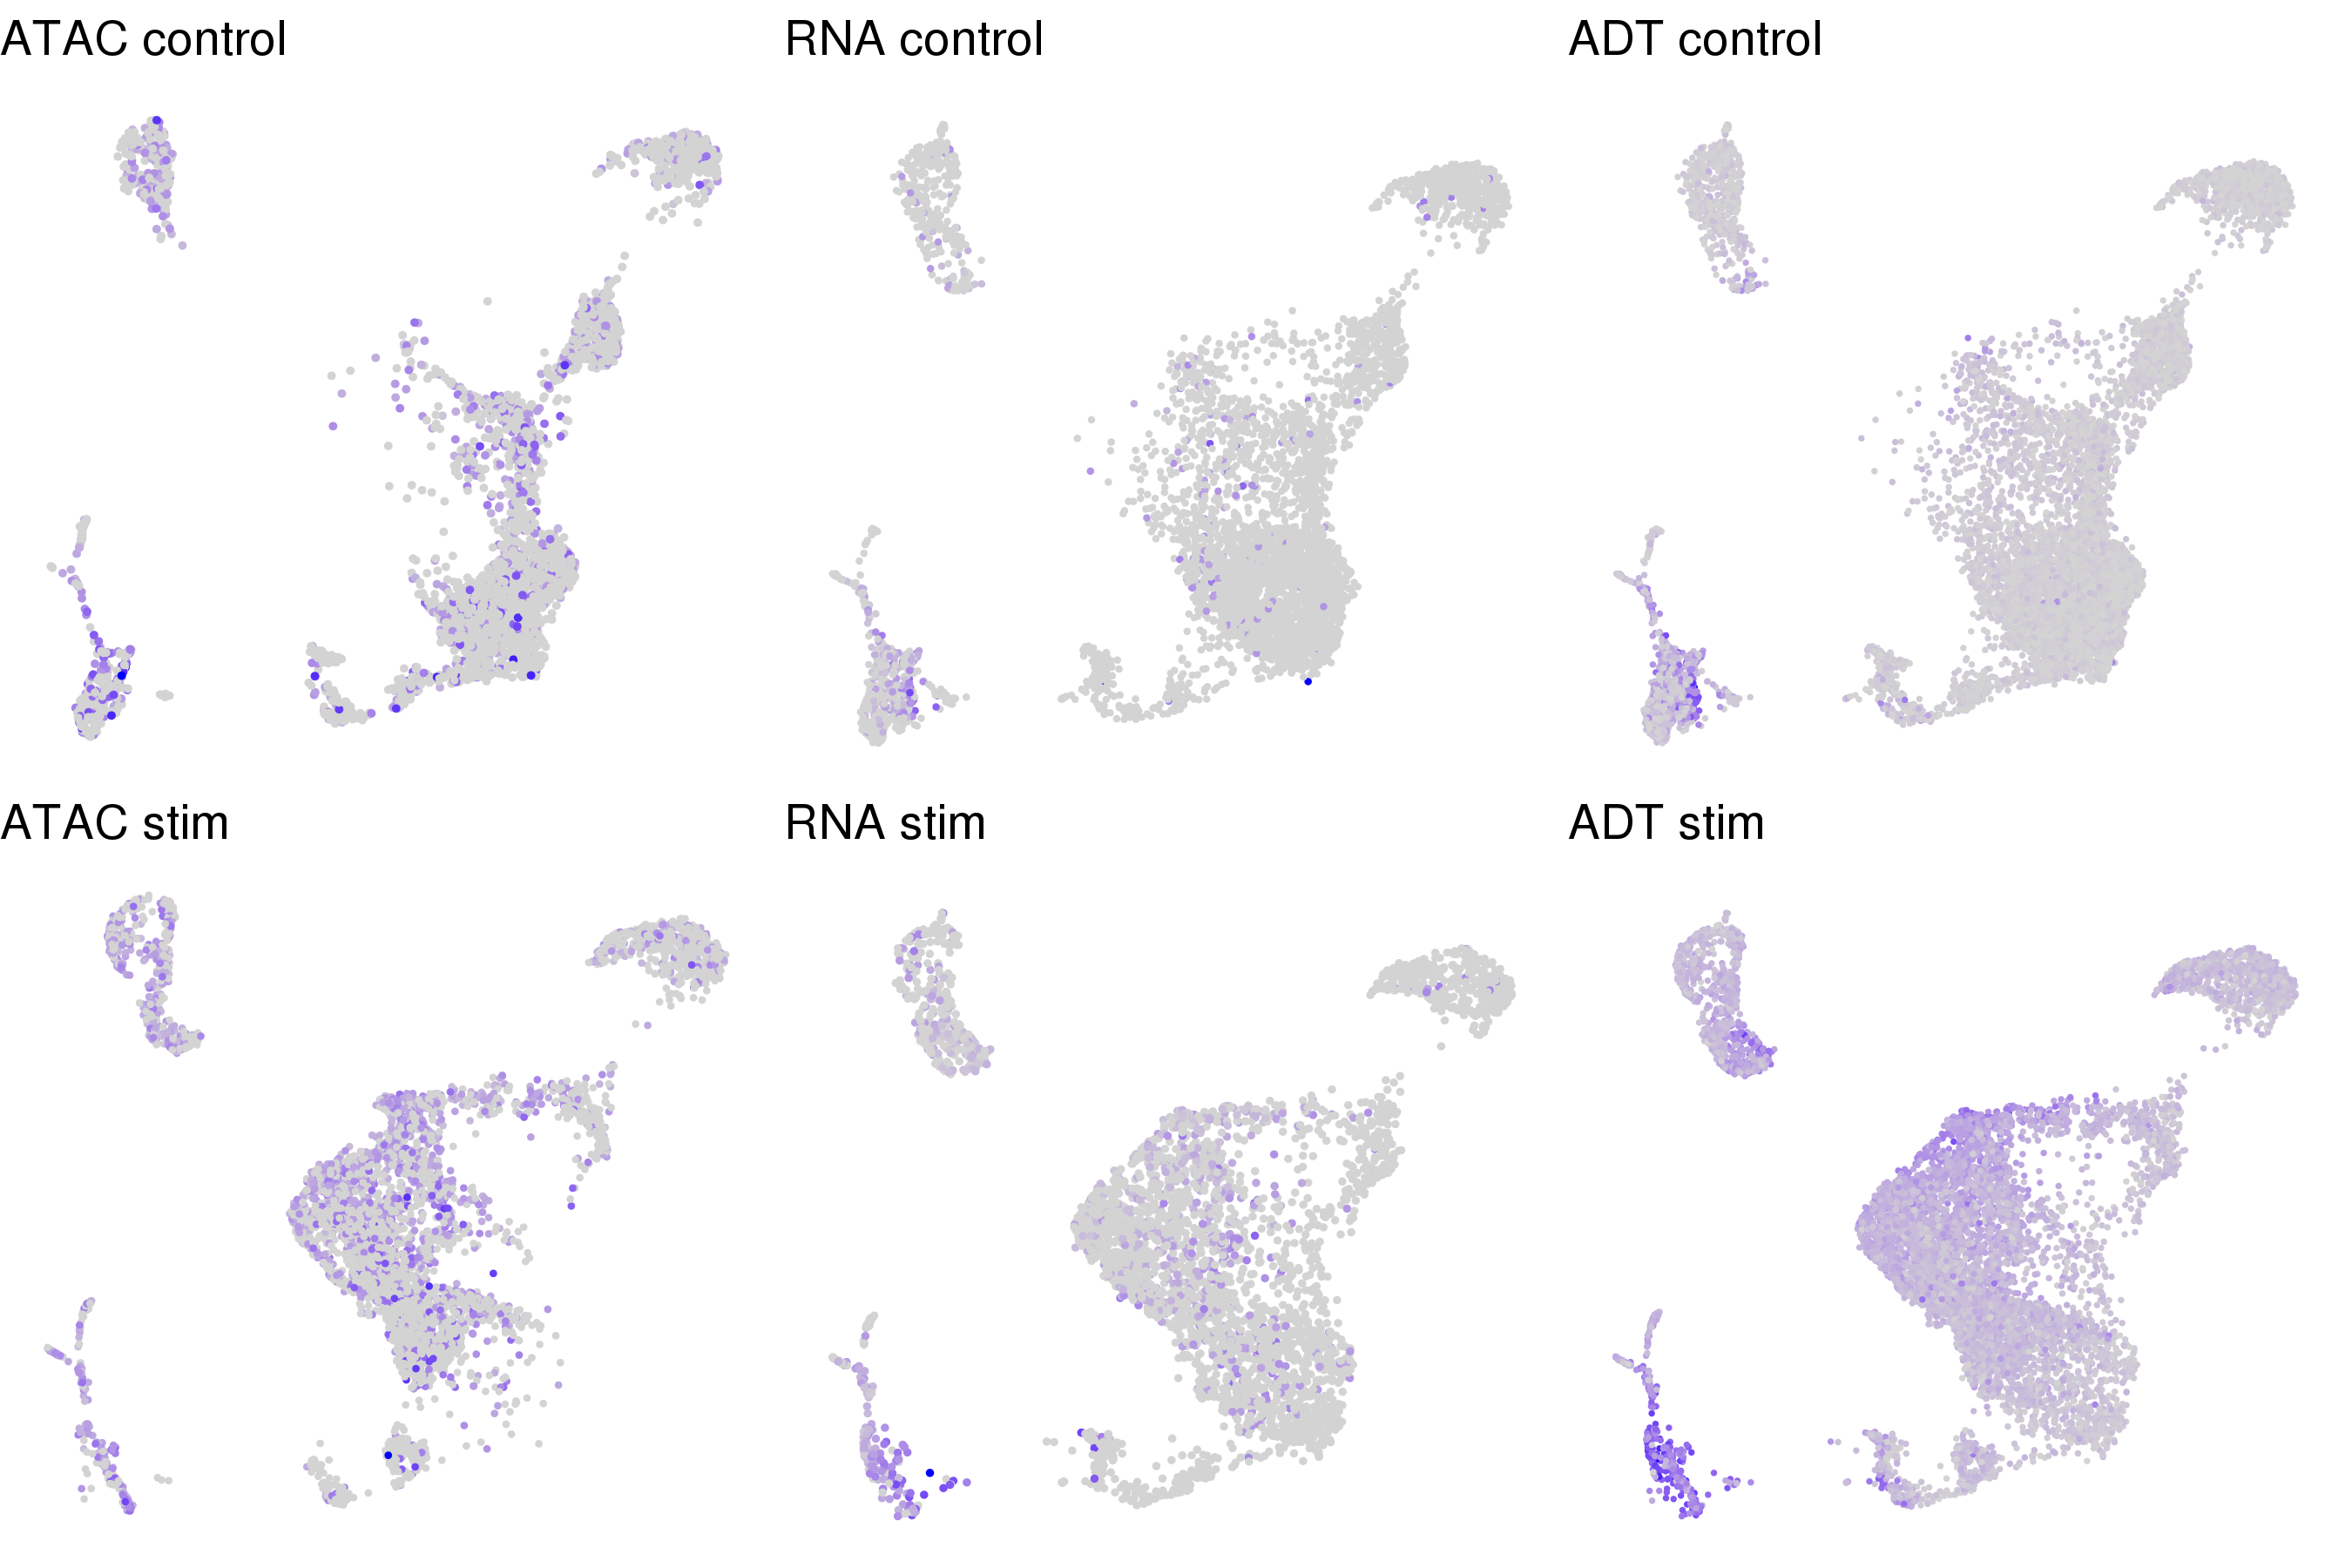 ATAC control
RNA control
ADT control
ATAC stim
RNA stim
ADT stim